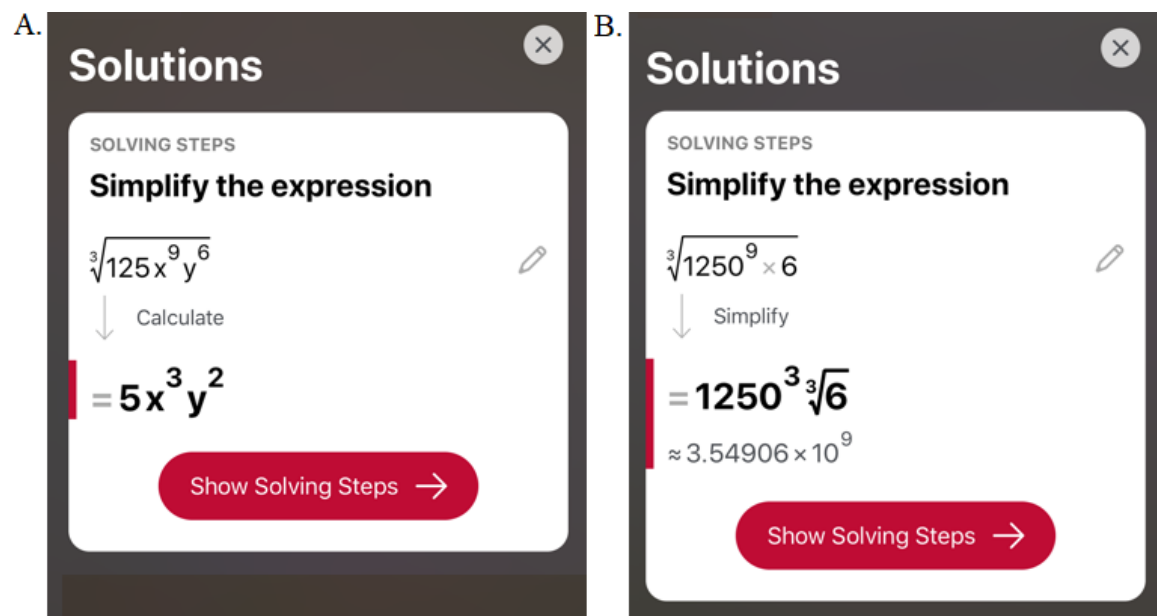 A.
Solutions
SOLVING STEPS
Simplify the expression
∛(125x⁹y⁶)
Calculate
= 5x³y²
Show Solving Steps →
B.
Solutions
SOLVING STEPS
Simplify the expression
∛(1250⁹ × 6)
Simplify
= 1250³ ∛6
≈ 3.54906 × 10⁹
Show Solving Steps →